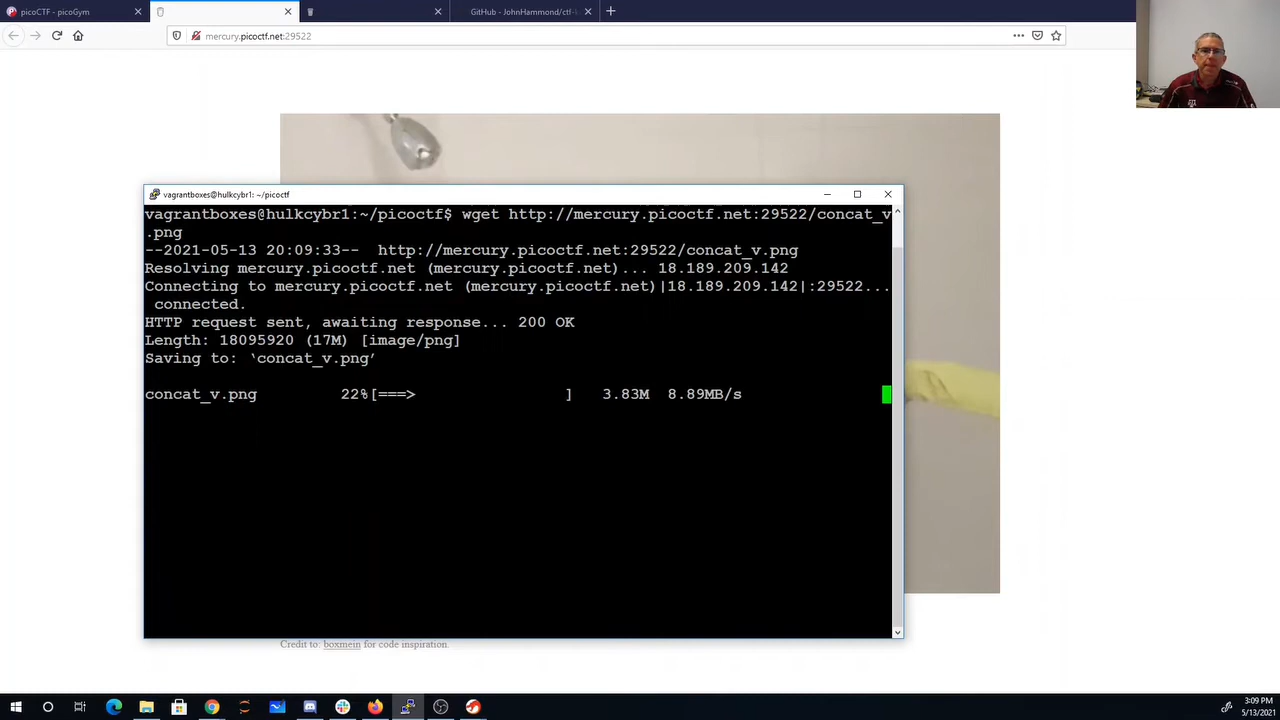 picoCTF - picoGym
GitHub - JohnHammond/ctf-k
mercury.picoctf.net:29522
vagrantboxes@hulkcybr1: ~/picoctf
vagrantboxes@hulkcybr1:~/picoctf$ wget http://mercury.picoctf.net:29522/concat_v
.png
--2021-05-13 20:09:33--  http://mercury.picoctf.net:29522/concat_v.png
Resolving mercury.picoctf.net (mercury.picoctf.net)... 18.189.209.142
Connecting to mercury.picoctf.net (mercury.picoctf.net)|18.189.209.142|:29522...
connected.
HTTP request sent, awaiting response... 200 OK
Length: 18095920 (17M) [image/png]
Saving to: ‘concat_v.png’
concat_v.png 22%[===> ] 3.83M 8.89MB/s
Credit to: boxmein for code inspiration.
3:09 PM
5/13/2021